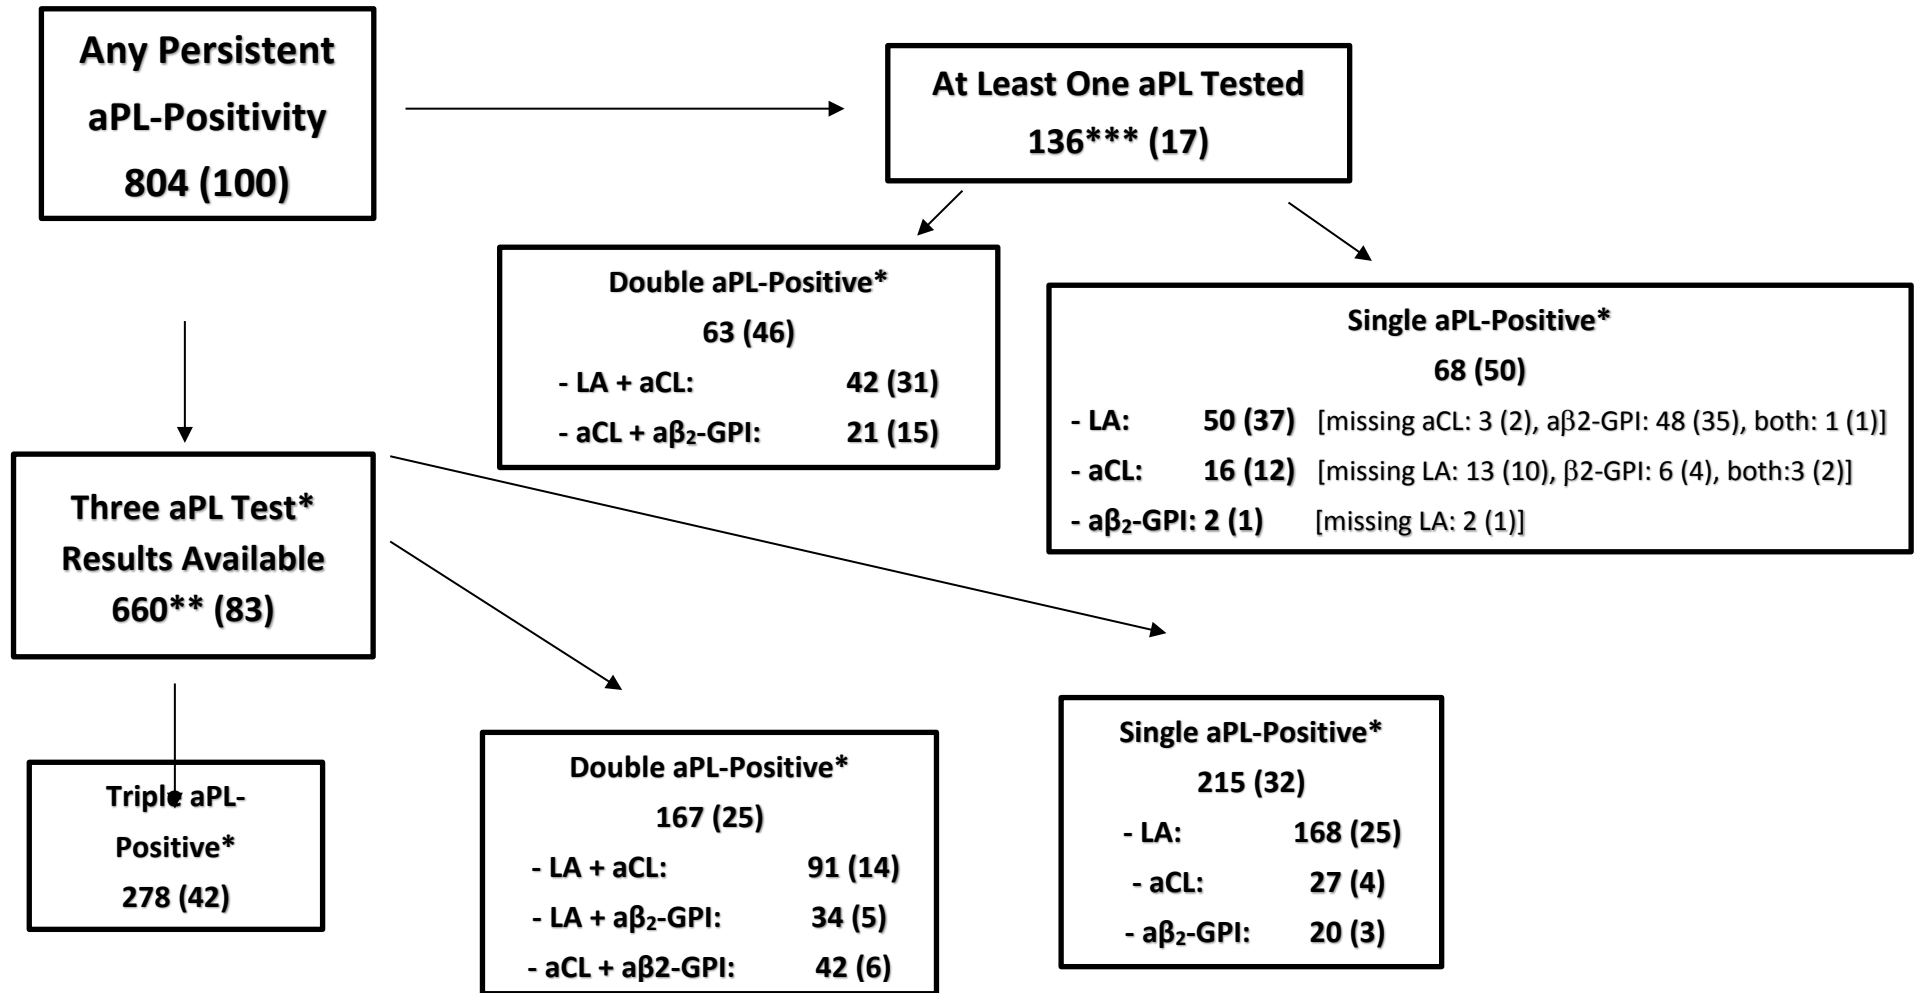 Any Persistent
aPL-Positivity
804 (100)
At Least One aPL Tested
136*** (17)
Double aPL-Positive*
63 (46)
- LA + aCL: 42 (31)
- aCL + aβ₂-GPI: 21 (15)
Single aPL-Positive*
68 (50)
- LA: 50 (37) [missing aCL: 3 (2), aβ2-GPI: 48 (35), both: 1 (1)]
- aCL: 16 (12) [missing LA: 13 (10), β2-GPI: 6 (4), both:3 (2)]
- aβ₂-GPI: 2 (1) [missing LA: 2 (1)]
Three aPL Test*
Results Available
660** (83)
Triple aPL-
Positive*
278 (42)
Double aPL-Positive*
167 (25)
- LA + aCL: 91 (14)
- LA + aβ₂-GPI: 34 (5)
- aCL + aβ2-GPI: 42 (6)
Single aPL-Positive*
215 (32)
- LA: 168 (25)
- aCL: 27 (4)
- aβ₂-GPI: 20 (3)